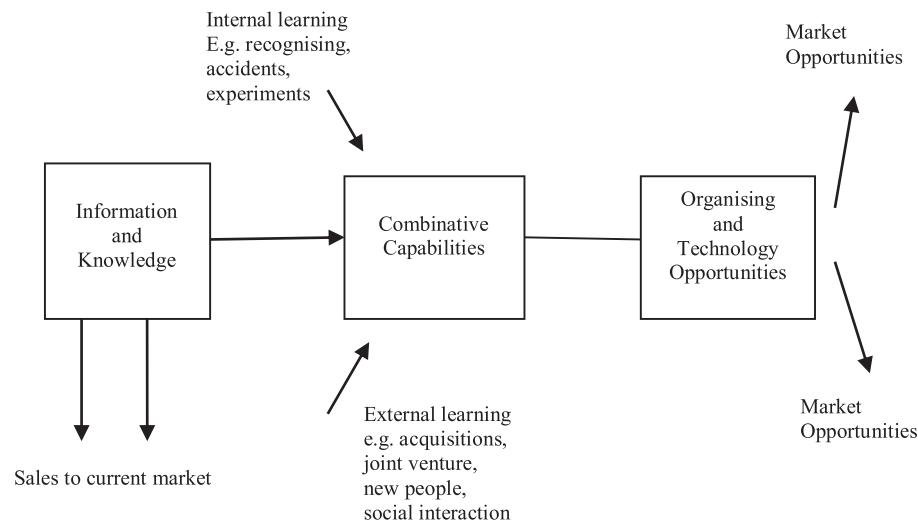 Internal learning
E.g. recognising,
accidents,
experiments
Market
Opportunities
Information
and
Knowledge
Combinative
Capabilities
Organising
and
Technology
Opportunities
Market
Opportunities
External learning
e.g. acquisitions,
joint venture,
new people,
social interaction
Sales to current market